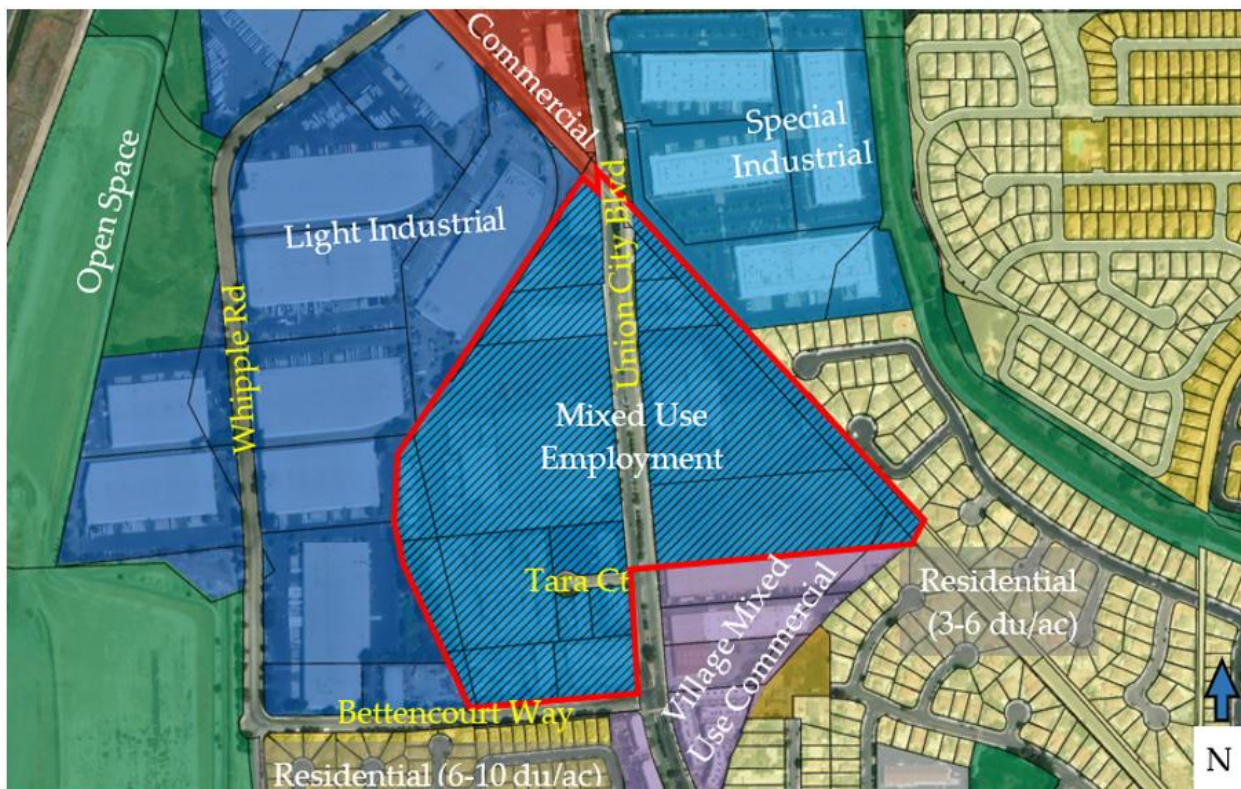 Commercial
Special
Industrial
Open Space
Light Industrial
Union City Blvd
Whipple Rd
Mixed Use
Employment
Tara Ct
Village Mixed
Use Commercial
Residential
(3-6 du/ac)
Bettencourt Way
Residential (6-10 du/ac)
N